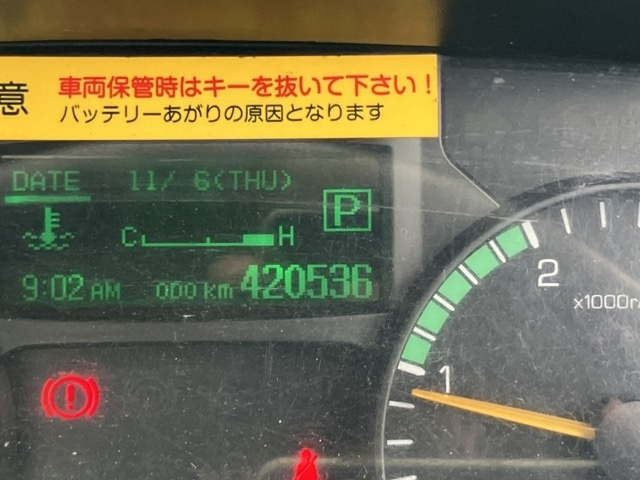 意 車両保管時はキーを抜いて下さい!
バッテリーあがりの原因となります
DATE 11/ 6(THU)
P
C H
9:02 AM ODO km 420536
2
x1000r
1